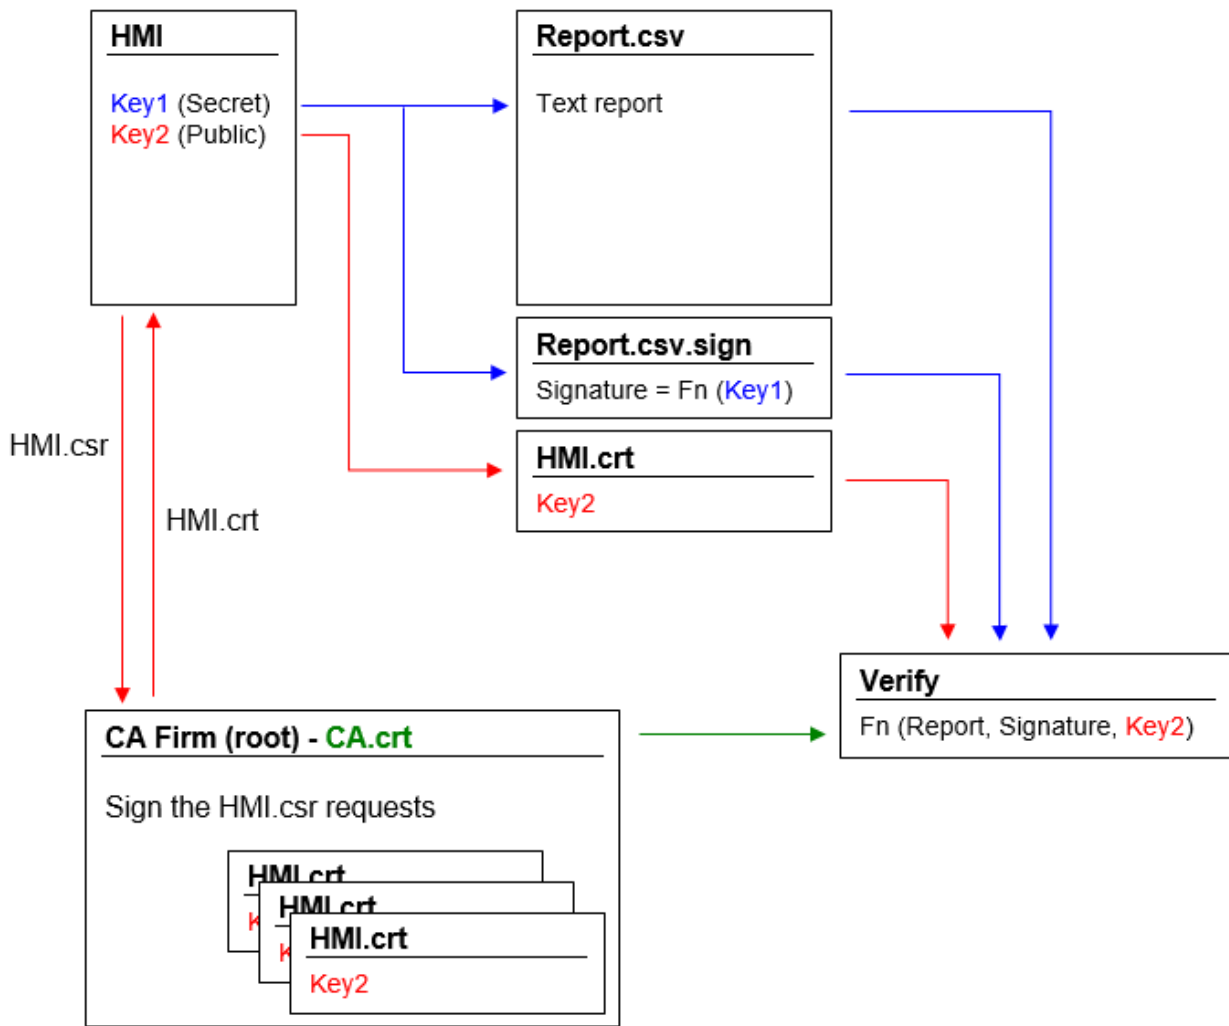 HMI
Key1 (Secret)
Key2 (Public)
Report.csv
Text report
Report.csv.sign
Signature = Fn (Key1)
HMI.crt
Key2
HMI.csr
HMI.crt
Verify
Fn (Report, Signature, Key2)
CA Firm (root) - CA.crt
Sign the HMI.csr requests
HMI.crt
HMI.crt
HMI.crt
Key2